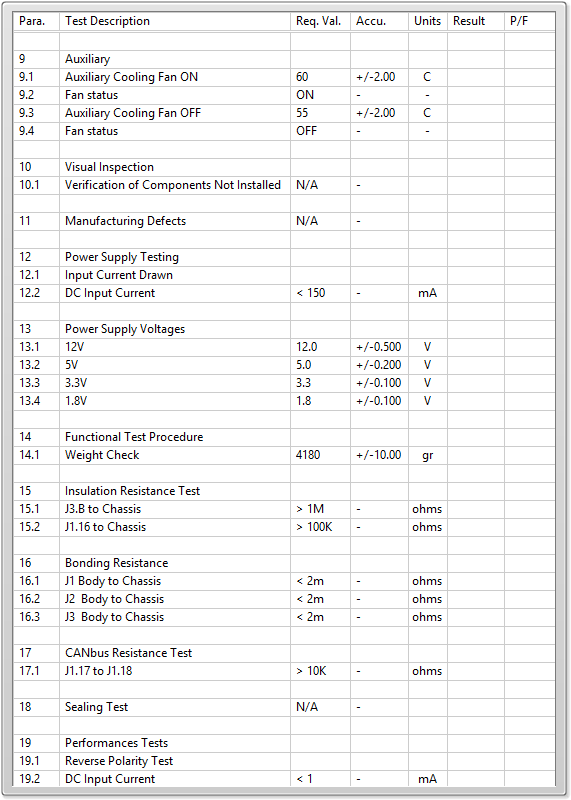 Para. Test Description Req. Val. Accu. Units Result P/F
9 Auxiliary
9.1 Auxiliary Cooling Fan ON 60 +/-2.00 C
9.2 Fan status ON - -
9.3 Auxiliary Cooling Fan OFF 55 +/-2.00 C
9.4 Fan status OFF - -
10 Visual Inspection
10.1 Verification of Components Not Installed N/A -
11 Manufacturing Defects N/A -
12 Power Supply Testing
12.1 Input Current Drawn
12.2 DC Input Current < 150 - mA
13 Power Supply Voltages
13.1 12V 12.0 +/-0.500 V
13.2 5V 5.0 +/-0.200 V
13.3 3.3V 3.3 +/-0.100 V
13.4 1.8V 1.8 +/-0.100 V
14 Functional Test Procedure
14.1 Weight Check 4180 +/-10.00 gr
15 Insulation Resistance Test
15.1 J3.B to Chassis > 1M - ohms
15.2 J1.16 to Chassis > 100K - ohms
16 Bonding Resistance
16.1 J1 Body to Chassis < 2m - ohms
16.2 J2 Body to Chassis < 2m - ohms
16.3 J3 Body to Chassis < 2m - ohms
17 CANbus Resistance Test
17.1 J1.17 to J1.18 > 10K - ohms
18 Sealing Test N/A -
19 Performances Tests
19.1 Reverse Polarity Test
19.2 DC Input Current < 1 - mA